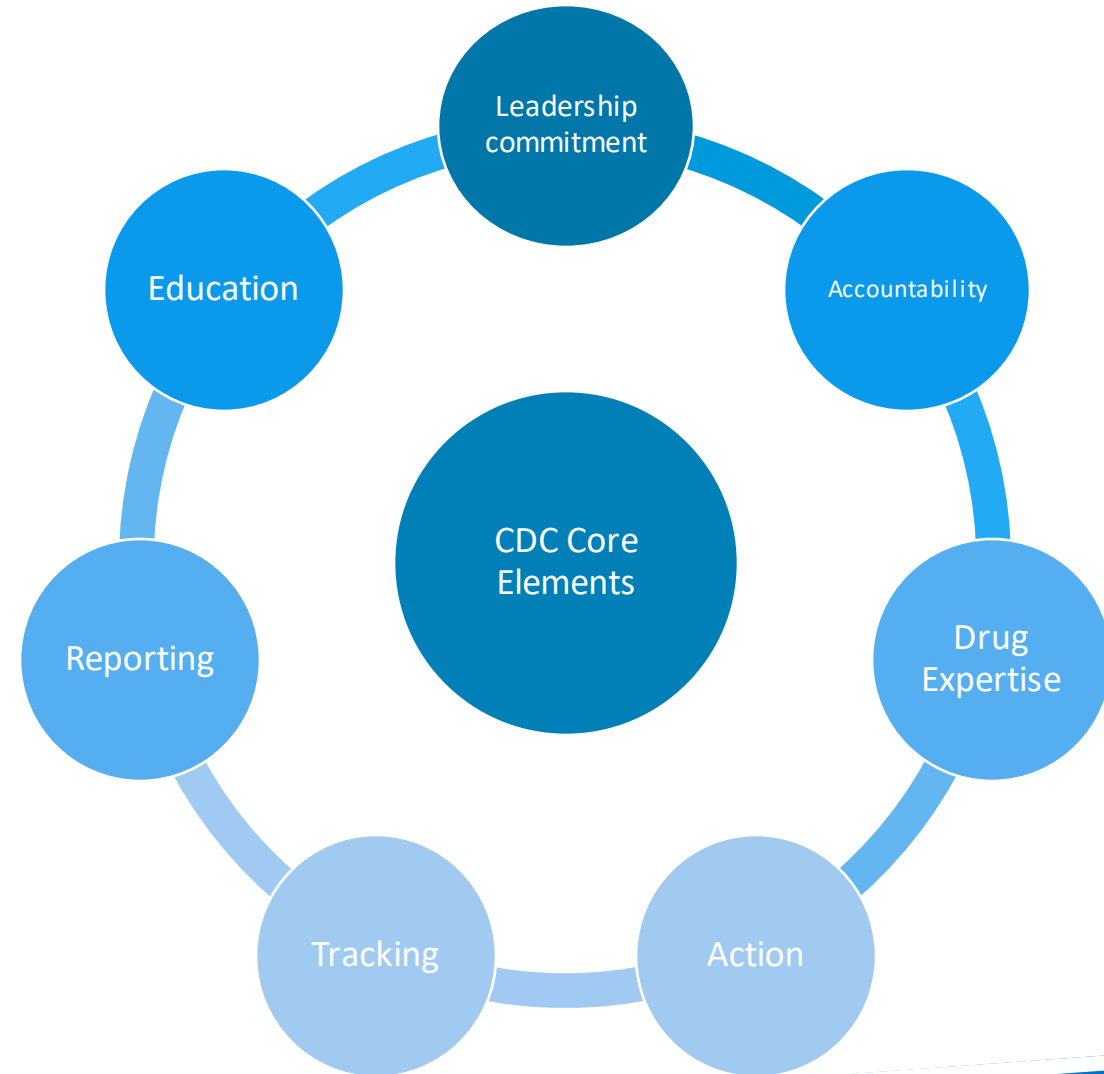 Leadership
commitment
Accountability
Drug
Expertise
Action
Tracking
Reporting
Education
CDC Core
Elements